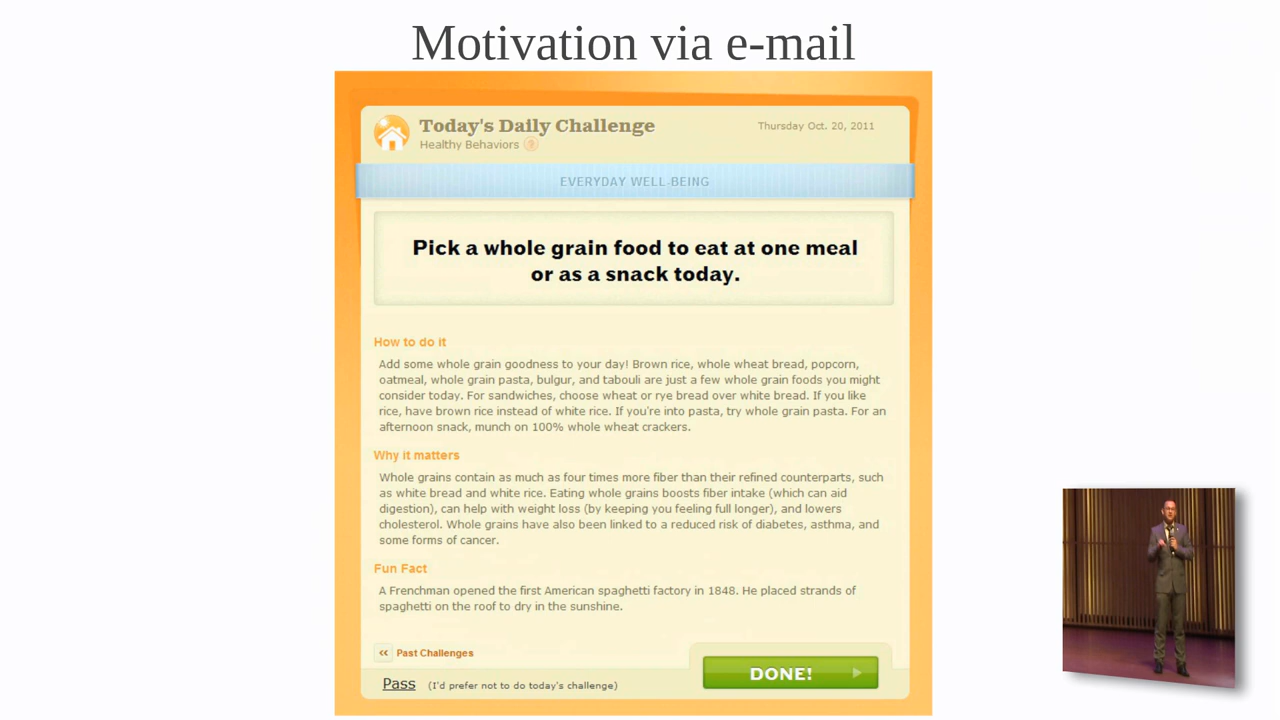 Motivation via e-mail
Today's Daily Challenge
Thursday Oct. 20, 2011
Healthy Behaviors ?
EVERYDAY WELL-BEING
Pick a whole grain food to eat at one meal
or as a snack today.
How to do it
Add some whole grain goodness to your day! Brown rice, whole wheat bread, popcorn,
oatmeal, whole grain pasta, bulgur, and tabouli are just a few whole grain foods you might
consider today. For sandwiches, choose wheat or rye bread over white bread. If you like
rice, have brown rice instead of white rice. If you're into pasta, try whole grain pasta. For an
afternoon snack, munch on 100% whole wheat crackers.
Why it matters
Whole grains contain as much as four times more fiber than their refined counterparts, such
as white bread and white rice. Eating whole grains boosts fiber intake (which can aid
digestion), can help with weight loss (by keeping you feeling full longer), and lowers
cholesterol. Whole grains have also been linked to a reduced risk of diabetes, asthma, and
some forms of cancer.
Fun Fact
A Frenchman opened the first American spaghetti factory in 1848. He placed strands of
spaghetti on the roof to dry in the sunshine.
« Past Challenges
DONE!
Pass (I'd prefer not to do today's challenge)